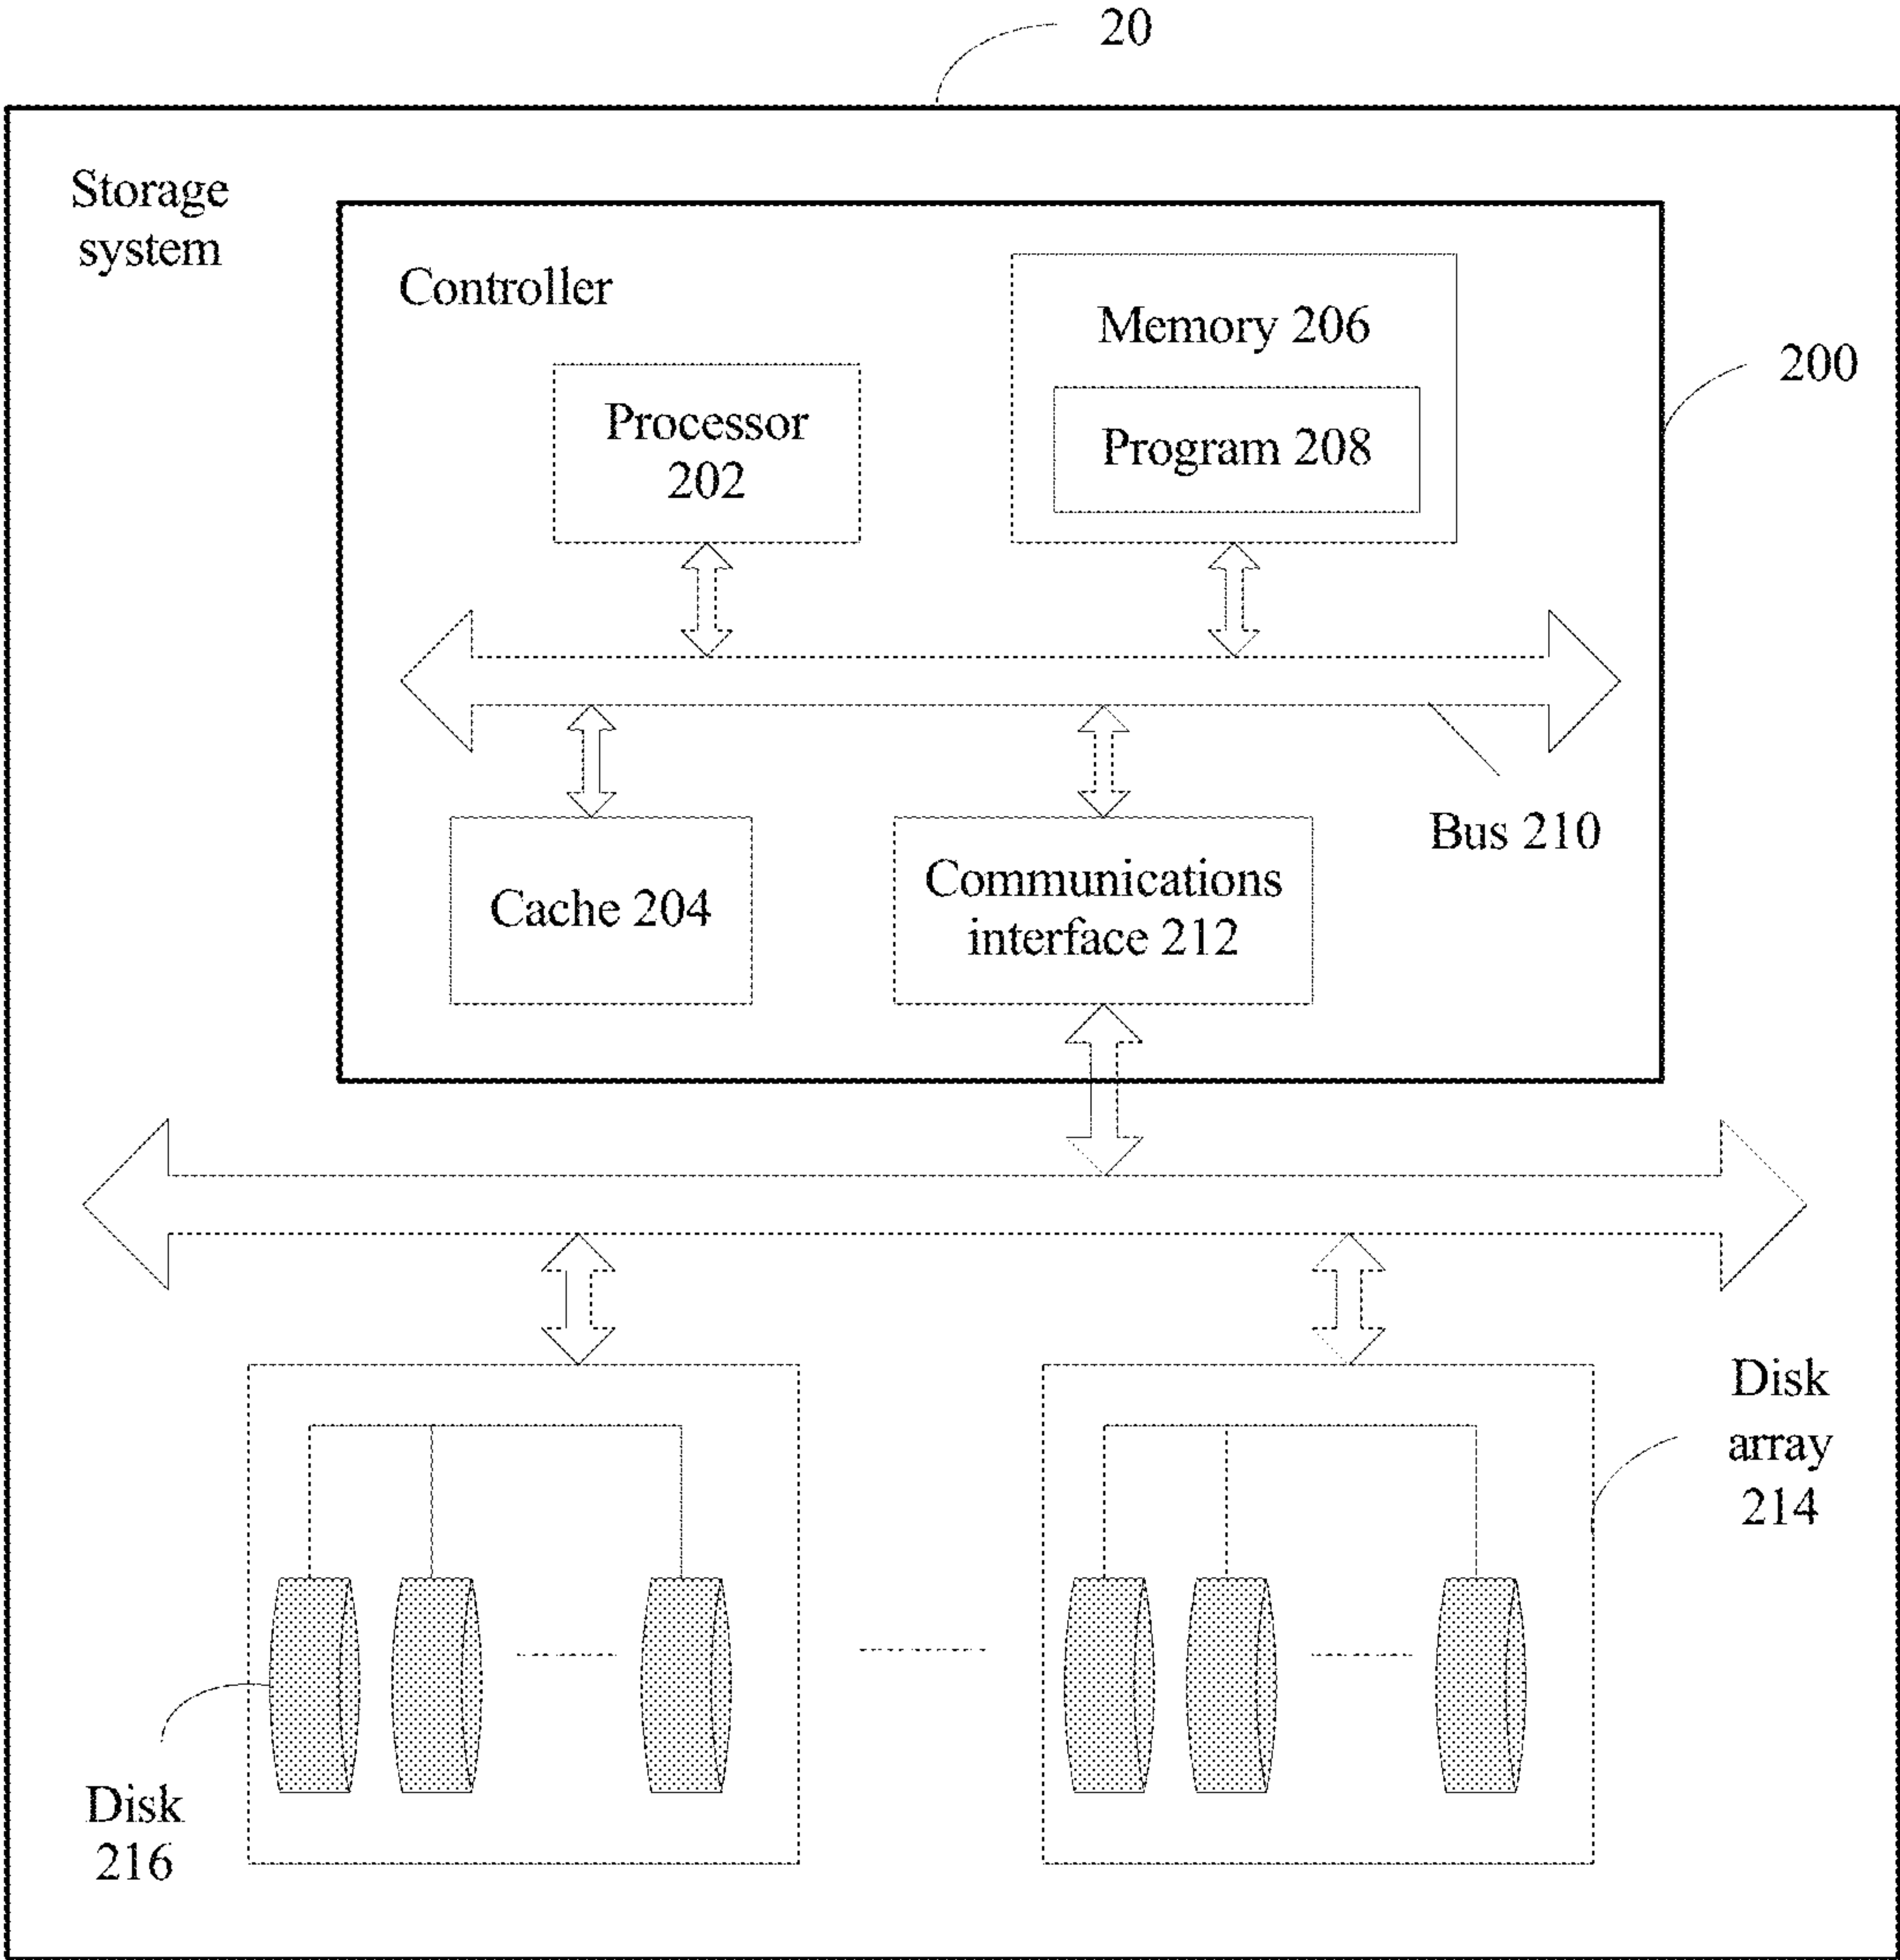 20
Storage
system
Controller
Memory 206
200
Processor
202
Program 208
Bus 210
Cache 204
Communications
interface 212
Disk
array
214
Disk
216